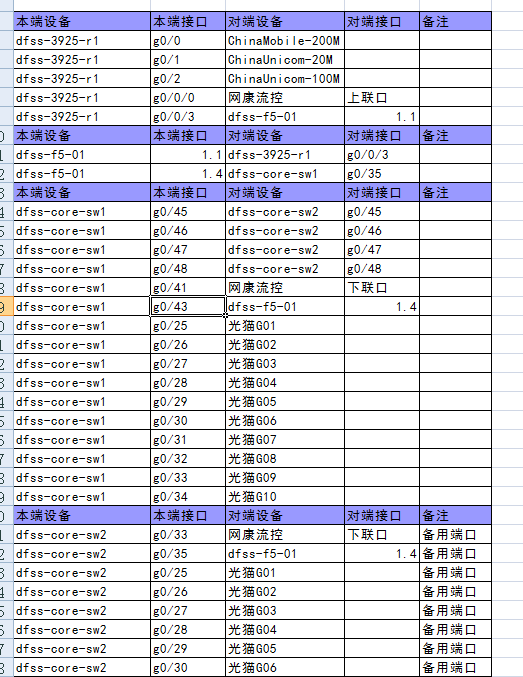 本端设备 本端接口 对端设备 对端接口 备注
dfss-3925-r1 g0/0 ChinaMobile-200M
dfss-3925-r1 g0/1 ChinaUnicom-20M
dfss-3925-r1 g0/2 ChinaUnicom-100M
dfss-3925-r1 g0/0/0 网康流控 上联口
dfss-3925-r1 g0/0/3 dfss-f5-01 1.1
本端设备 本端接口 对端设备 对端接口 备注
dfss-f5-01 1.1 dfss-3925-r1 g0/0/3
dfss-f5-01 1.4 dfss-core-sw1 g0/35
本端设备 本端接口 对端设备 对端接口 备注
dfss-core-sw1 g0/45 dfss-core-sw2 g0/45
dfss-core-sw1 g0/46 dfss-core-sw2 g0/46
dfss-core-sw1 g0/47 dfss-core-sw2 g0/47
dfss-core-sw1 g0/48 dfss-core-sw2 g0/48
dfss-core-sw1 g0/41 网康流控 下联口
dfss-core-sw1 g0/43 dfss-f5-01 1.4
dfss-core-sw1 g0/25 光猫G01
dfss-core-sw1 g0/26 光猫G02
dfss-core-sw1 g0/27 光猫G03
dfss-core-sw1 g0/28 光猫G04
dfss-core-sw1 g0/29 光猫G05
dfss-core-sw1 g0/30 光猫G06
dfss-core-sw1 g0/31 光猫G07
dfss-core-sw1 g0/32 光猫G08
dfss-core-sw1 g0/33 光猫G09
dfss-core-sw1 g0/34 光猫G10
本端设备 本端接口 对端设备 对端接口 备注
dfss-core-sw2 g0/33 网康流控 下联口 备用端口
dfss-core-sw2 g0/35 dfss-f5-01 1.4 备用端口
dfss-core-sw2 g0/25 光猫G01 备用端口
dfss-core-sw2 g0/26 光猫G02 备用端口
dfss-core-sw2 g0/27 光猫G03 备用端口
dfss-core-sw2 g0/28 光猫G04 备用端口
dfss-core-sw2 g0/29 光猫G05 备用端口
dfss-core-sw2 g0/30 光猫G06 备用端口